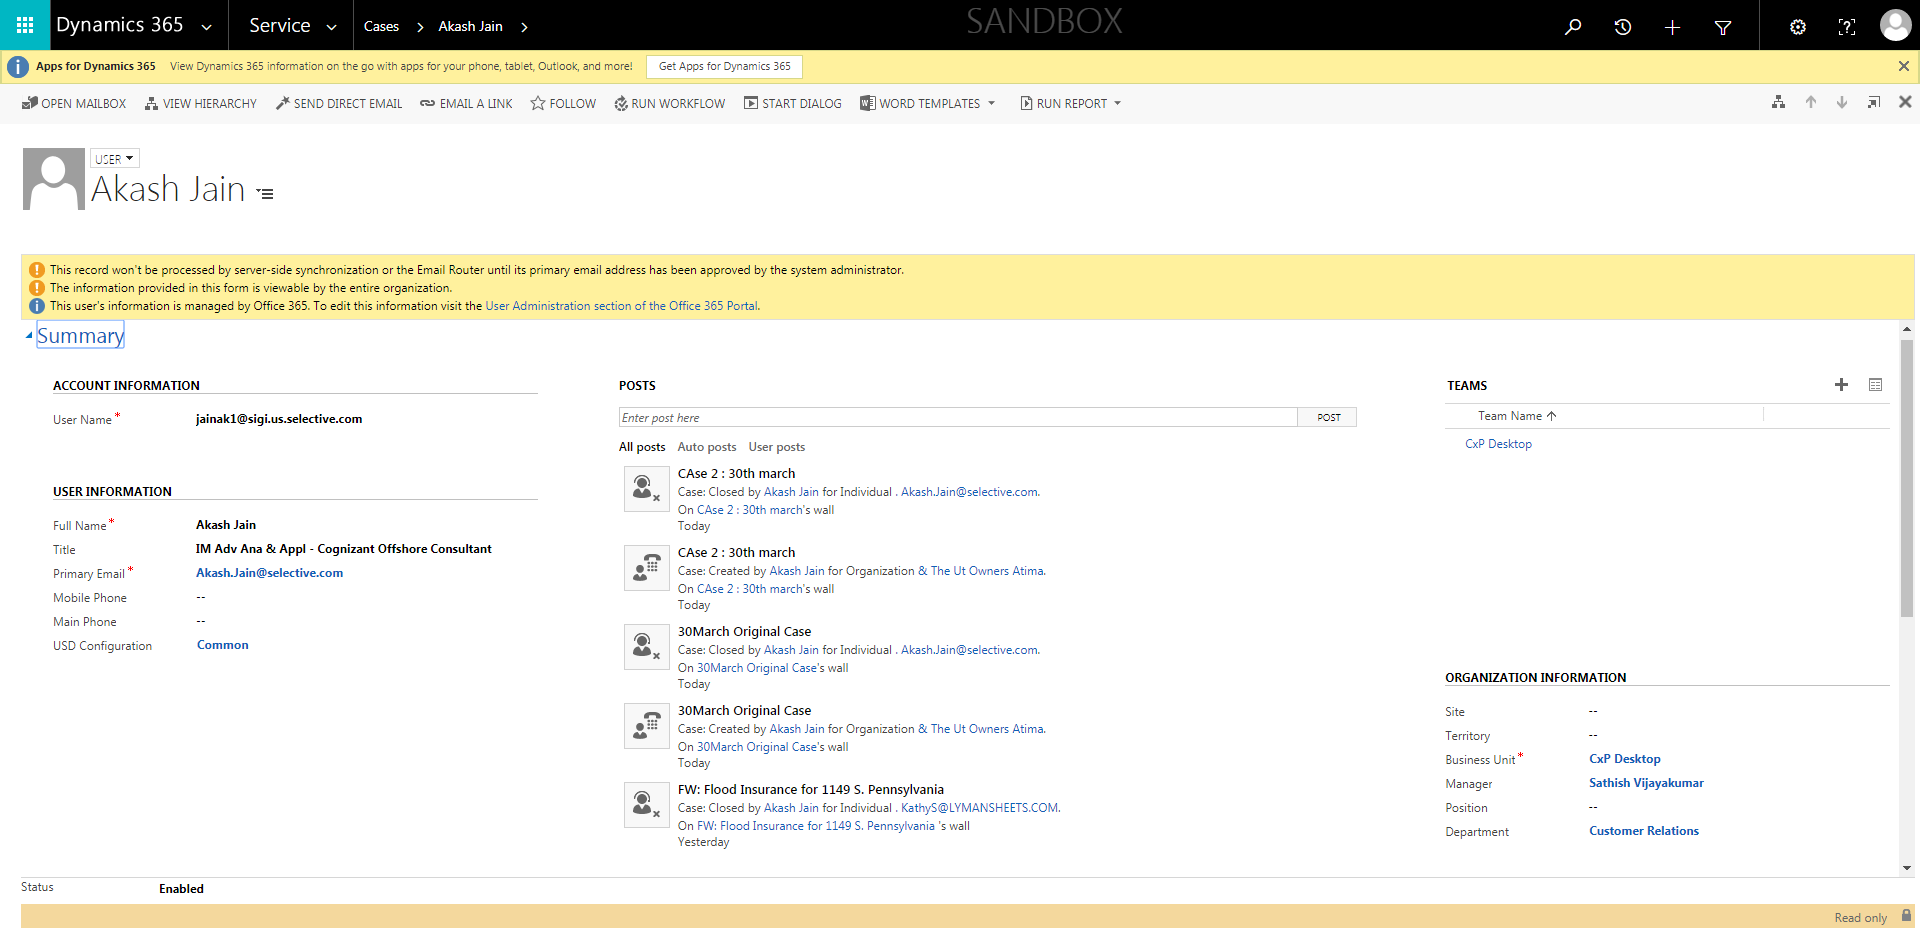 Dynamics 365
Service
Cases
Akash Jain
SANDBOX
Apps for Dynamics 365 View Dynamics 365 information on the go with apps for your phone, tablet, Outlook, and more! Get Apps for Dynamics 365
OPEN MAILBOX VIEW HIERARCHY SEND DIRECT EMAIL EMAIL A LINK FOLLOW RUN WORKFLOW START DIALOG WORD TEMPLATES RUN REPORT
USER
Akash Jain
This record won't be processed by server-side synchronization or the Email Router until its primary email address has been approved by the system administrator.
The information provided in this form is viewable by the entire organization.
This user's information is managed by Office 365. To edit this information visit the User Administration section of the Office 365 Portal.
Summary
ACCOUNT INFORMATION
User Name* jainak1@sigi.us.selective.com
USER INFORMATION
Full Name* Akash Jain
Title IM Adv Ana & Appl - Cognizant Offshore Consultant
Primary Email* Akash.Jain@selective.com
Mobile Phone --
Main Phone --
USD Configuration Common
POSTS
Enter post here POST
All posts Auto posts User posts
CAse 2 : 30th march
Case: Closed by Akash Jain for Individual . Akash.Jain@selective.com.
On CAse 2 : 30th march's wall
Today
CAse 2 : 30th march
Case: Created by Akash Jain for Organization & The Ut Owners Atima.
On CAse 2 : 30th march's wall
Today
30March Original Case
Case: Closed by Akash Jain for Individual . Akash.Jain@selective.com.
On 30March Original Case's wall
Today
30March Original Case
Case: Created by Akash Jain for Organization & The Ut Owners Atima.
On 30March Original Case's wall
Today
FW: Flood Insurance for 1149 S. Pennsylvania
Case: Closed by Akash Jain for Individual . KathyS@LYMANSHEETS.COM.
On FW: Flood Insurance for 1149 S. Pennsylvania 's wall
Yesterday
TEAMS
Team Name
CxP Desktop
ORGANIZATION INFORMATION
Site --
Territory --
Business Unit* CxP Desktop
Manager Sathish Vijayakumar
Position --
Department Customer Relations
Status Enabled
Read only